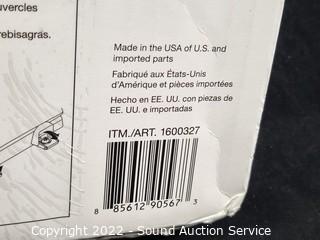 uvercles
rebisagras.
Made in the USA of U.S. and
imported parts
Fabriqué aux États-Unis
d'Amérique et pièces importées
Hecho en EE. UU. con piezas de
EE. UU. e importadas
ITM./ART. 1600327
8 85612 90567 3
Copyright 2022 - Sound Auction Service